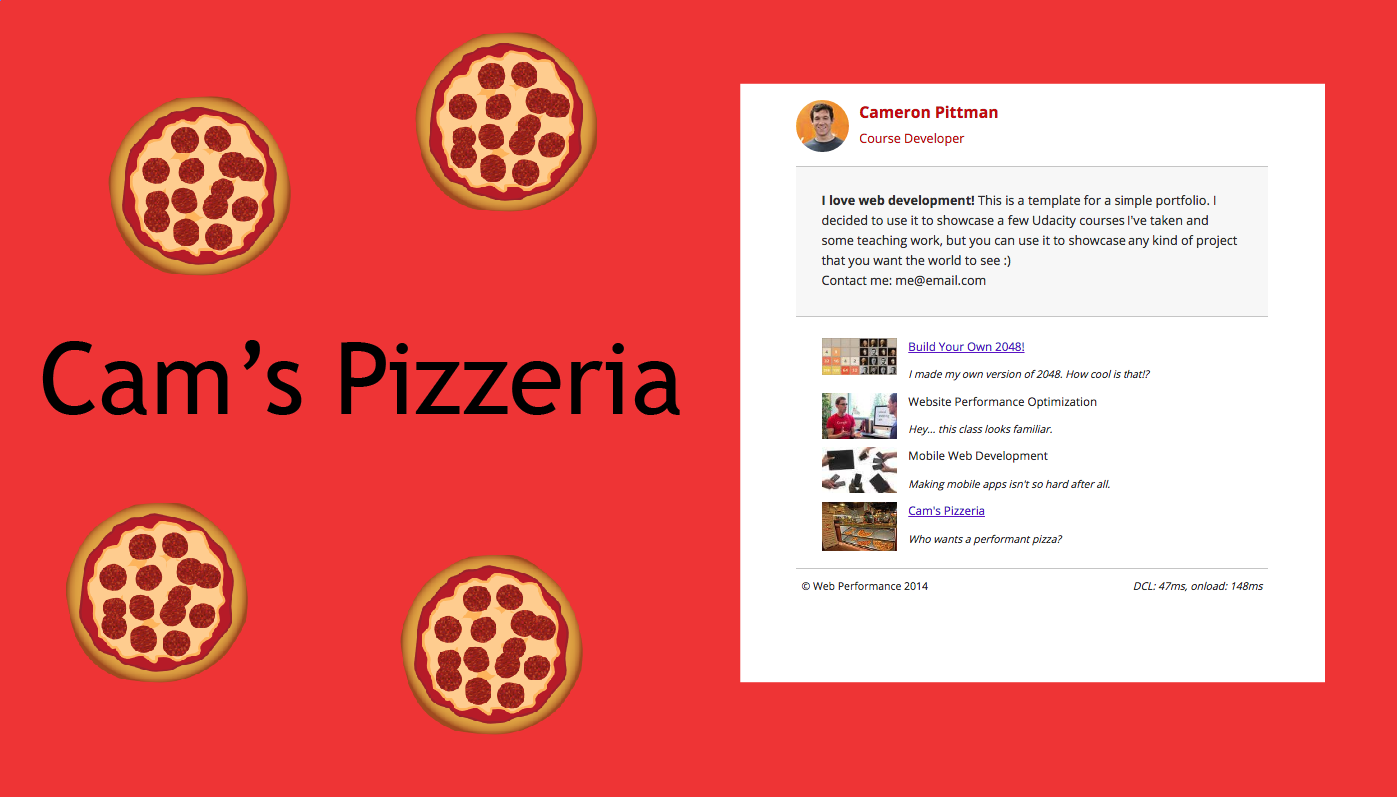 Cam’s Pizzeria
Cameron Pittman
Course Developer
I love web development! This is a template for a simple portfolio. I
decided to use it to showcase a few Udacity courses I've taken and
some teaching work, but you can use it to showcase any kind of project
that you want the world to see :)
Contact me: me@email.com
Build Your Own 2048!
I made my own version of 2048. How cool is that!?
Website Performance Optimization
Hey... this class looks familiar.
Mobile Web Development
Making mobile apps isn't so hard after all.
Cam's Pizzeria
Who wants a performant pizza?
© Web Performance 2014
DCL: 47ms, onload: 148ms